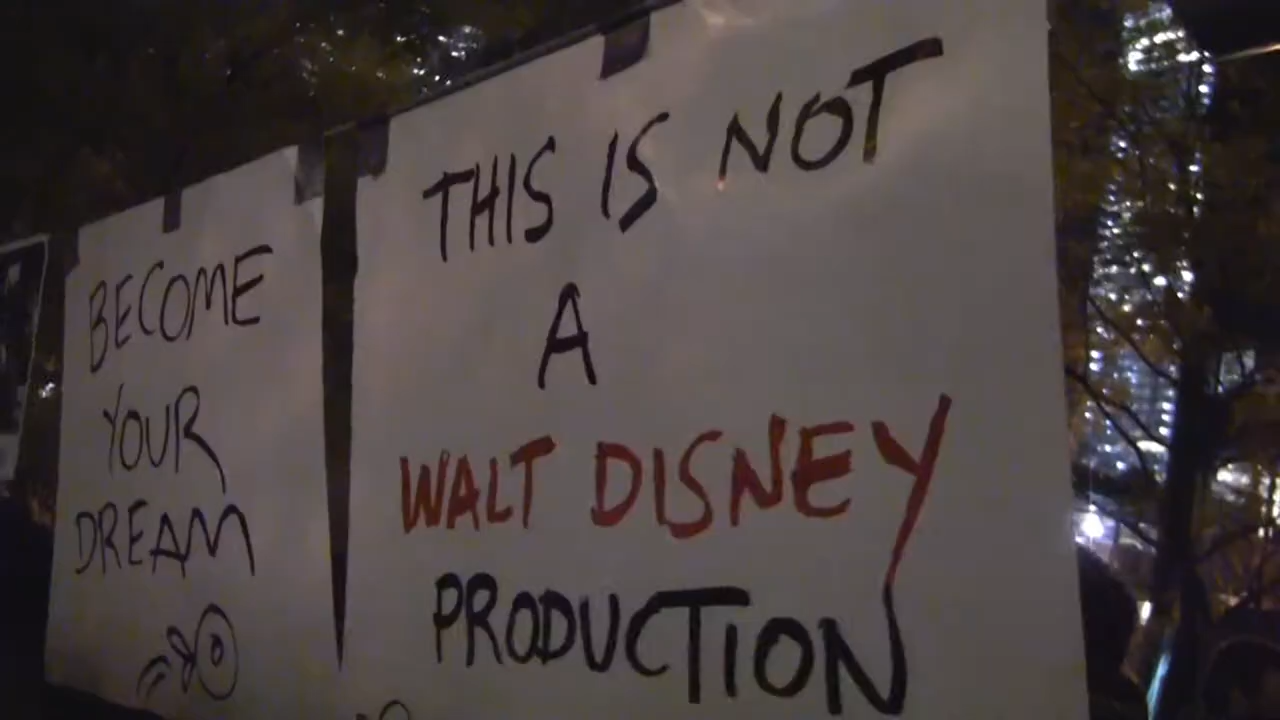 BECOME
YOUR
DREAM
THIS IS NOT
A
WALT DISNEY
PRODUCTION